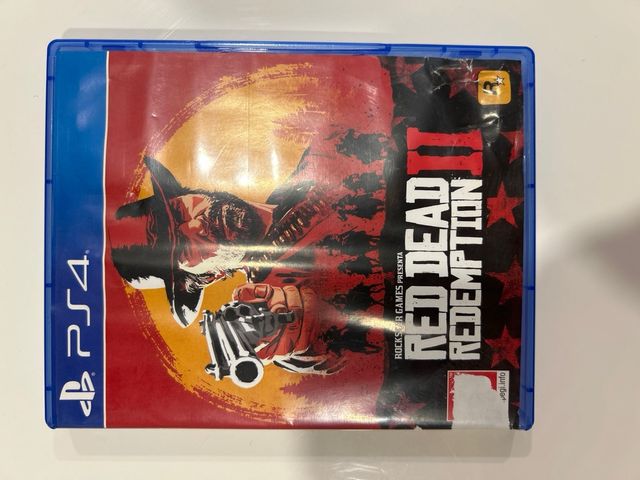 PS4
ROCKSTAR GAMES PRESENTA
RED DEAD
REDEMPTION II
R★